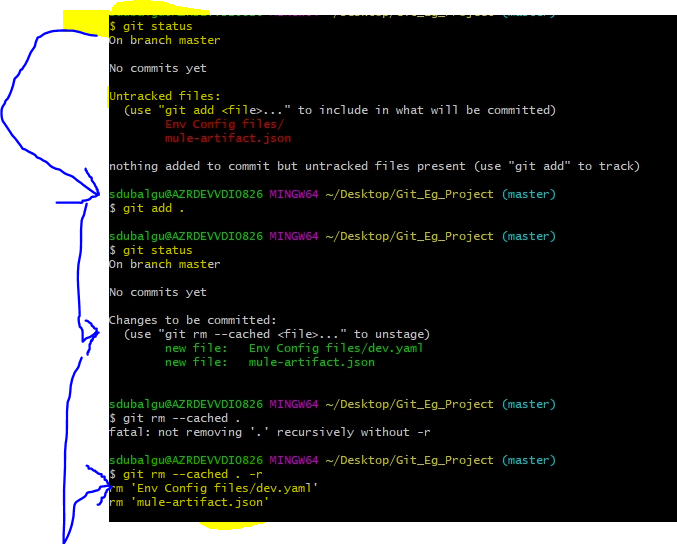 sdubalgu@AZRDEVVDI0826 MINGW64 ~/Desktop/Git_Eg_Project (master)
$ git status
On branch master
No commits yet
Untracked files:
(use "git add <file>..." to include in what will be committed)
Env Config files/
mule-artifact.json
nothing added to commit but untracked files present (use "git add" to track)
sdubalgu@AZRDEVVDI0826 MINGW64 ~/Desktop/Git_Eg_Project (master)
$ git add .
sdubalgu@AZRDEVVDI0826 MINGW64 ~/Desktop/Git_Eg_Project (master)
$ git status
On branch master
No commits yet
Changes to be committed:
(use "git rm --cached <file>..." to unstage)
new file:   Env Config files/dev.yaml
new file:   mule-artifact.json
sdubalgu@AZRDEVVDI0826 MINGW64 ~/Desktop/Git_Eg_Project (master)
$ git rm --cached .
fatal: not removing '.' recursively without -r
sdubalgu@AZRDEVVDI0826 MINGW64 ~/Desktop/Git_Eg_Project (master)
$ git rm --cached . -r
rm 'Env Config files/dev.yaml'
rm 'mule-artifact.json'